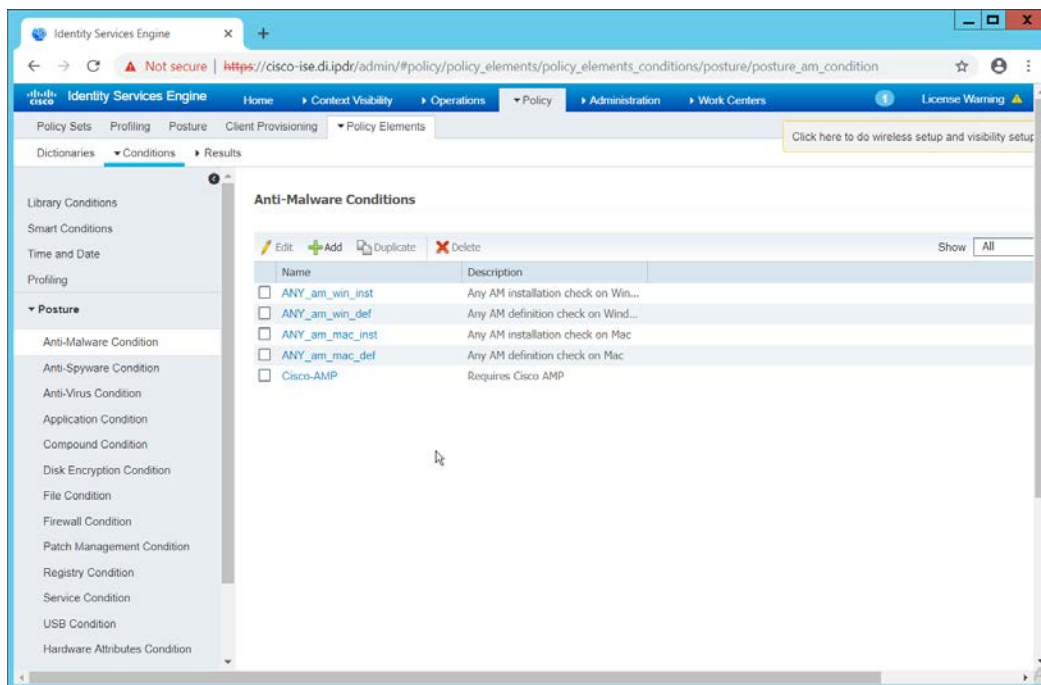 Identity Services Engine
Not secure | https://cisco-ise.di.ipdr/admin/#policy/policy_elements/policy_elements_conditions/posture/posture_am_condition
cisco Identity Services Engine Home Context Visibility Operations Policy Administration Work Centers 1 License Warning
Policy Sets Profiling Posture Client Provisioning Policy Elements
Click here to do wireless setup and visibility setup
Dictionaries Conditions Results
Library Conditions
Smart Conditions
Time and Date
Profiling
Posture
Anti-Malware Condition
Anti-Spyware Condition
Anti-Virus Condition
Application Condition
Compound Condition
Disk Encryption Condition
File Condition
Firewall Condition
Patch Management Condition
Registry Condition
Service Condition
USB Condition
Hardware Attributes Condition
Anti-Malware Conditions
Edit Add Duplicate Delete Show All
Name Description
ANY_am_win_inst Any AM installation check on Win...
ANY_am_win_def Any AM definition check on Wind...
ANY_am_mac_inst Any AM installation check on Mac
ANY_am_mac_def Any AM definition check on Mac
Cisco-AMP Requires Cisco AMP